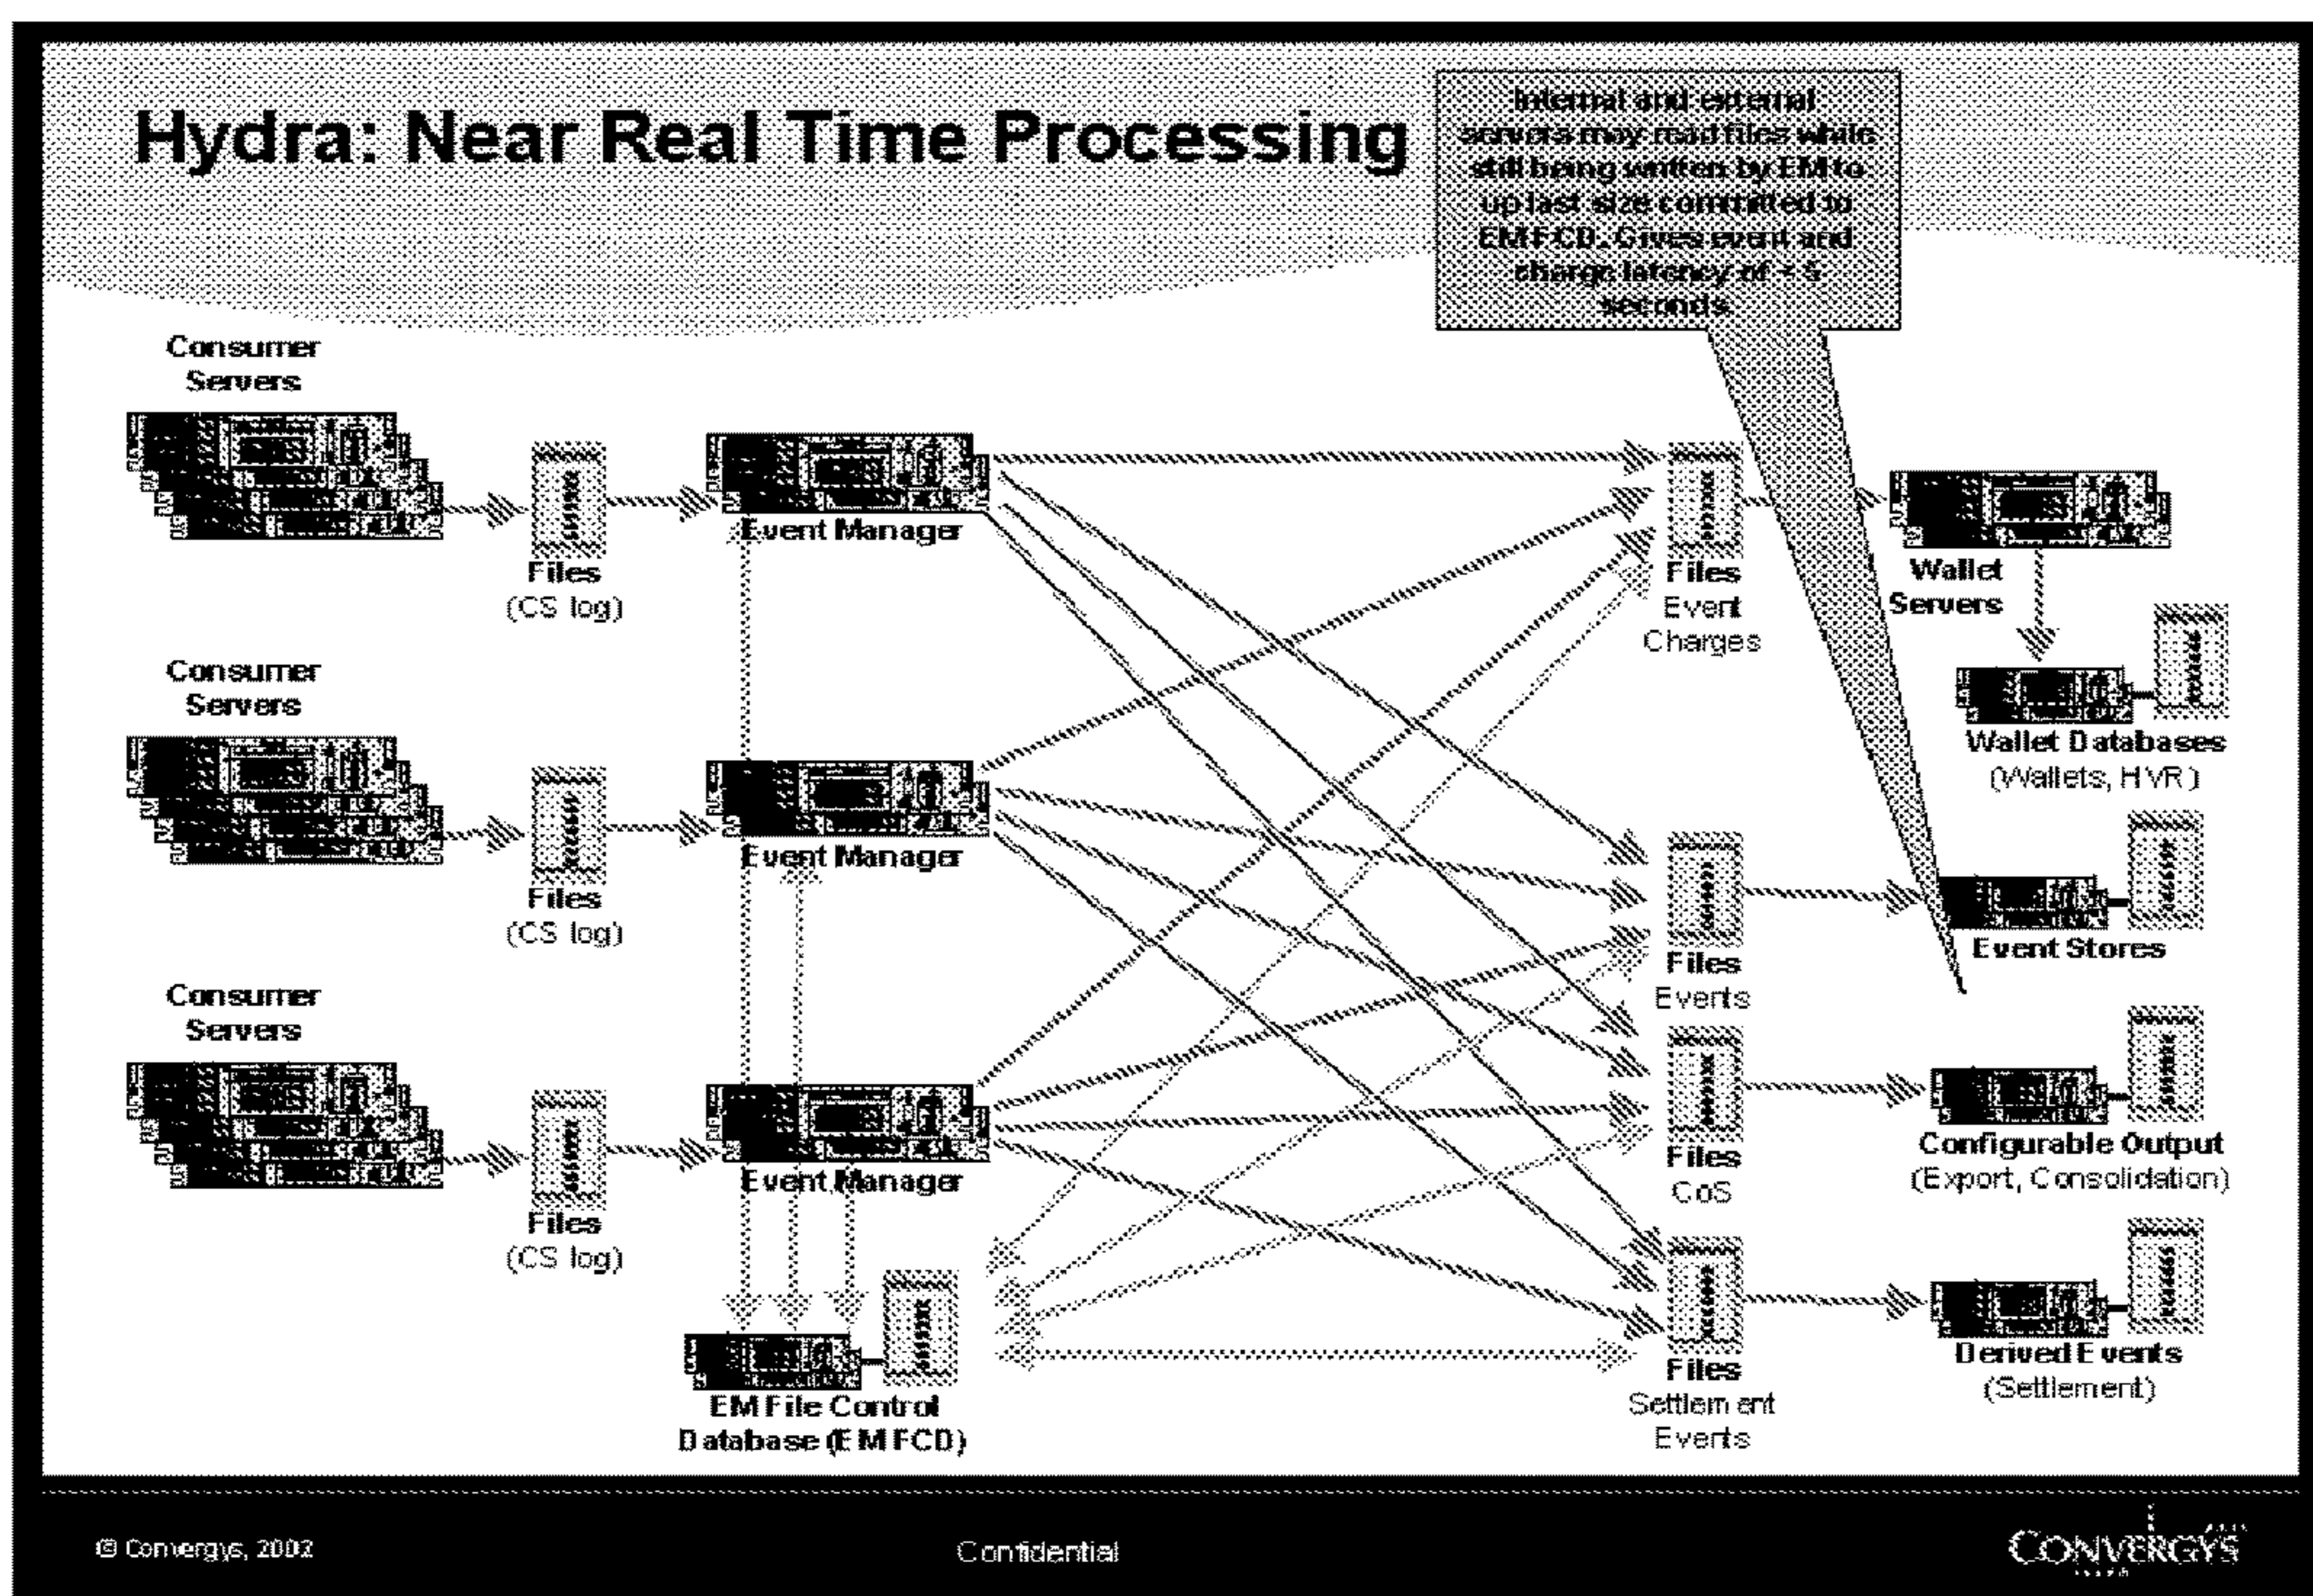 Hydra: Near Real Time Processing
Internal and external
servers may read files while
still being written by EM to
up last size committed to
EMFCD. Gives event and
charge latency of < 5
seconds
Consumer
Servers
Files
(CS log)
Event Manager
Files
Event
Charges
Wallet
Servers
Wallet Databases
(Wallets, HVR)
Consumer
Servers
Files
(CS log)
Event Manager
Files
Events
Event Stores
Consumer
Servers
Files
(CS log)
Event Manager
Files
CoS
Configurable Output
(Export, Consolidation)
EM File Control
Database (EMFCD)
Files
Settlement
Events
Derived Events
(Settlement)
© Convergys, 2002
Confidential
CONVERGYS